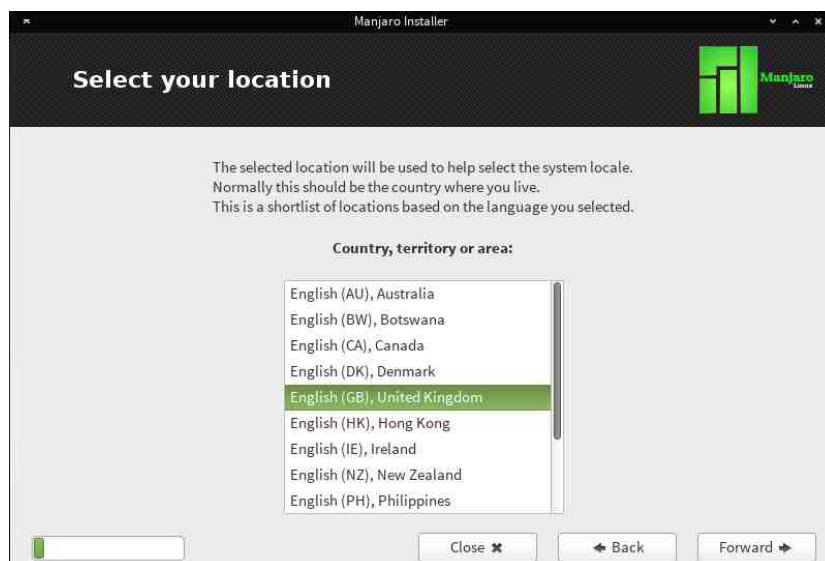 Manjaro Installer
Select your location
Manjaro
Linux
The selected location will be used to help select the system locale.
Normally this should be the country where you live.
This is a shortlist of locations based on the language you selected.
Country, territory or area:
English (AU), Australia
English (BW), Botswana
English (CA), Canada
English (DK), Denmark
English (GB), United Kingdom
English (HK), Hong Kong
English (IE), Ireland
English (NZ), New Zealand
English (PH), Philippines
Close Back Forward